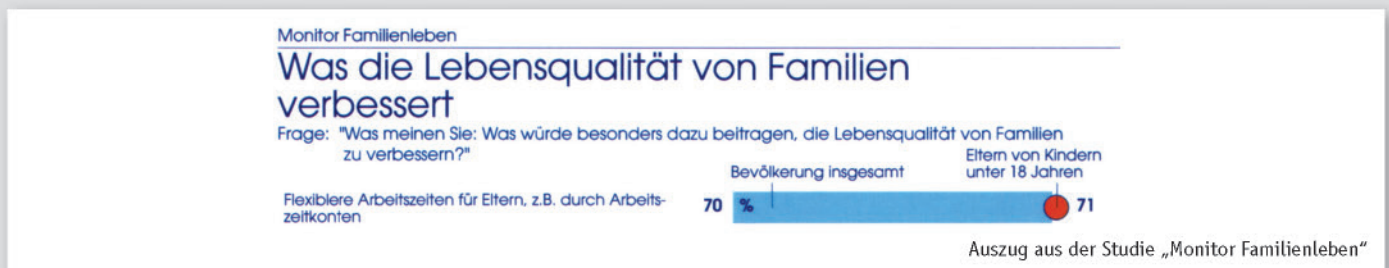 Monitor Familienleben
Was die Lebensqualität von Familien
verbessert
Frage: "Was meinen Sie: Was würde besonders dazu beitragen, die Lebensqualität von Familien
zu verbessern?"
Eltern von Kindern
Bevölkerung insgesamt unter 18 Jahren
Flexiblere Arbeitszeiten für Eltern, z.B. durch Arbeits-
zeitkonten
70 % 71
Auszug aus der Studie „Monitor Familienleben“